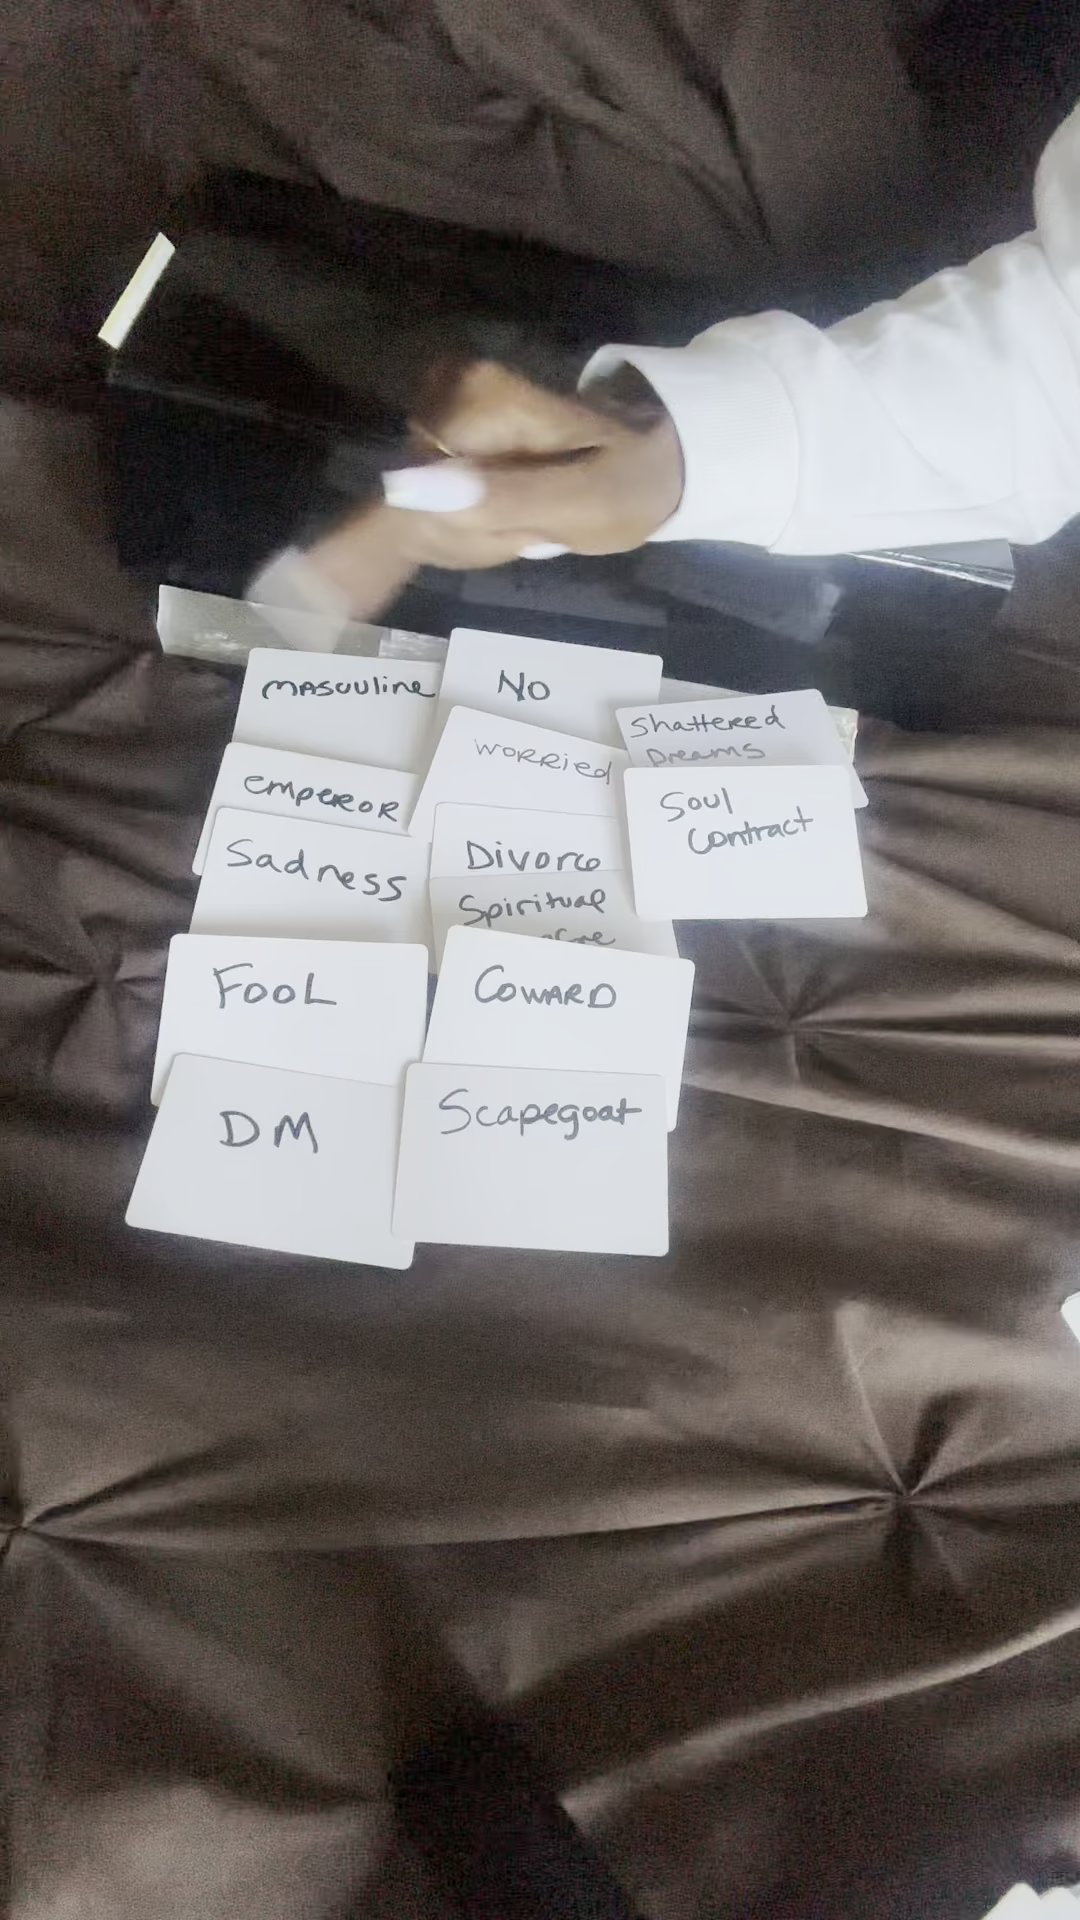 MASCULINE
EMPEROR
Sadness
FOOL
DM
No
WORRIED
Divorce
Spiritual
COWARD
Scapegoat
Shattered
Dreams
Soul
Contract